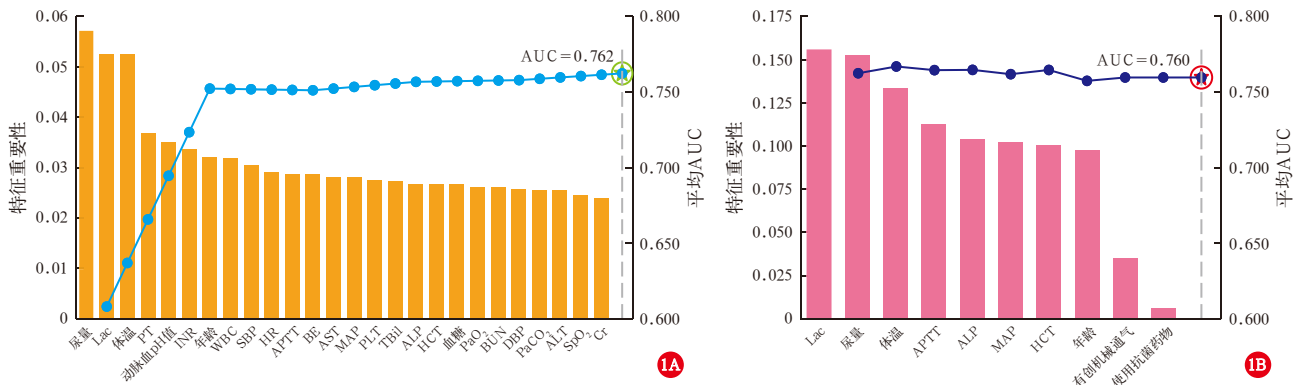 0.06
0.05
0.04
0.03
0.02
0.01
0
特征重要性
0.800
0.750
0.700
0.650
0.600
平均AUC
AUC=0.762
尿量
Lac
体温
PT
动脉血pH值
INR
年龄
WBC
SBP
HR
APTT
BE
AST
MAP
PLT
TBil
ALP
HCT
血糖
PaO2
BUN
DBP
PaCO2
ALT
SpO2
Cr
1A
0.175
0.150
0.125
0.100
0.075
0.050
0.025
0
特征重要性
0.800
0.750
0.700
0.650
0.600
平均AUC
AUC=0.760
Lac
尿量
体温
APTT
ALP
MAP
HCT
年龄
有创机械通气
使用抗菌药物
1B